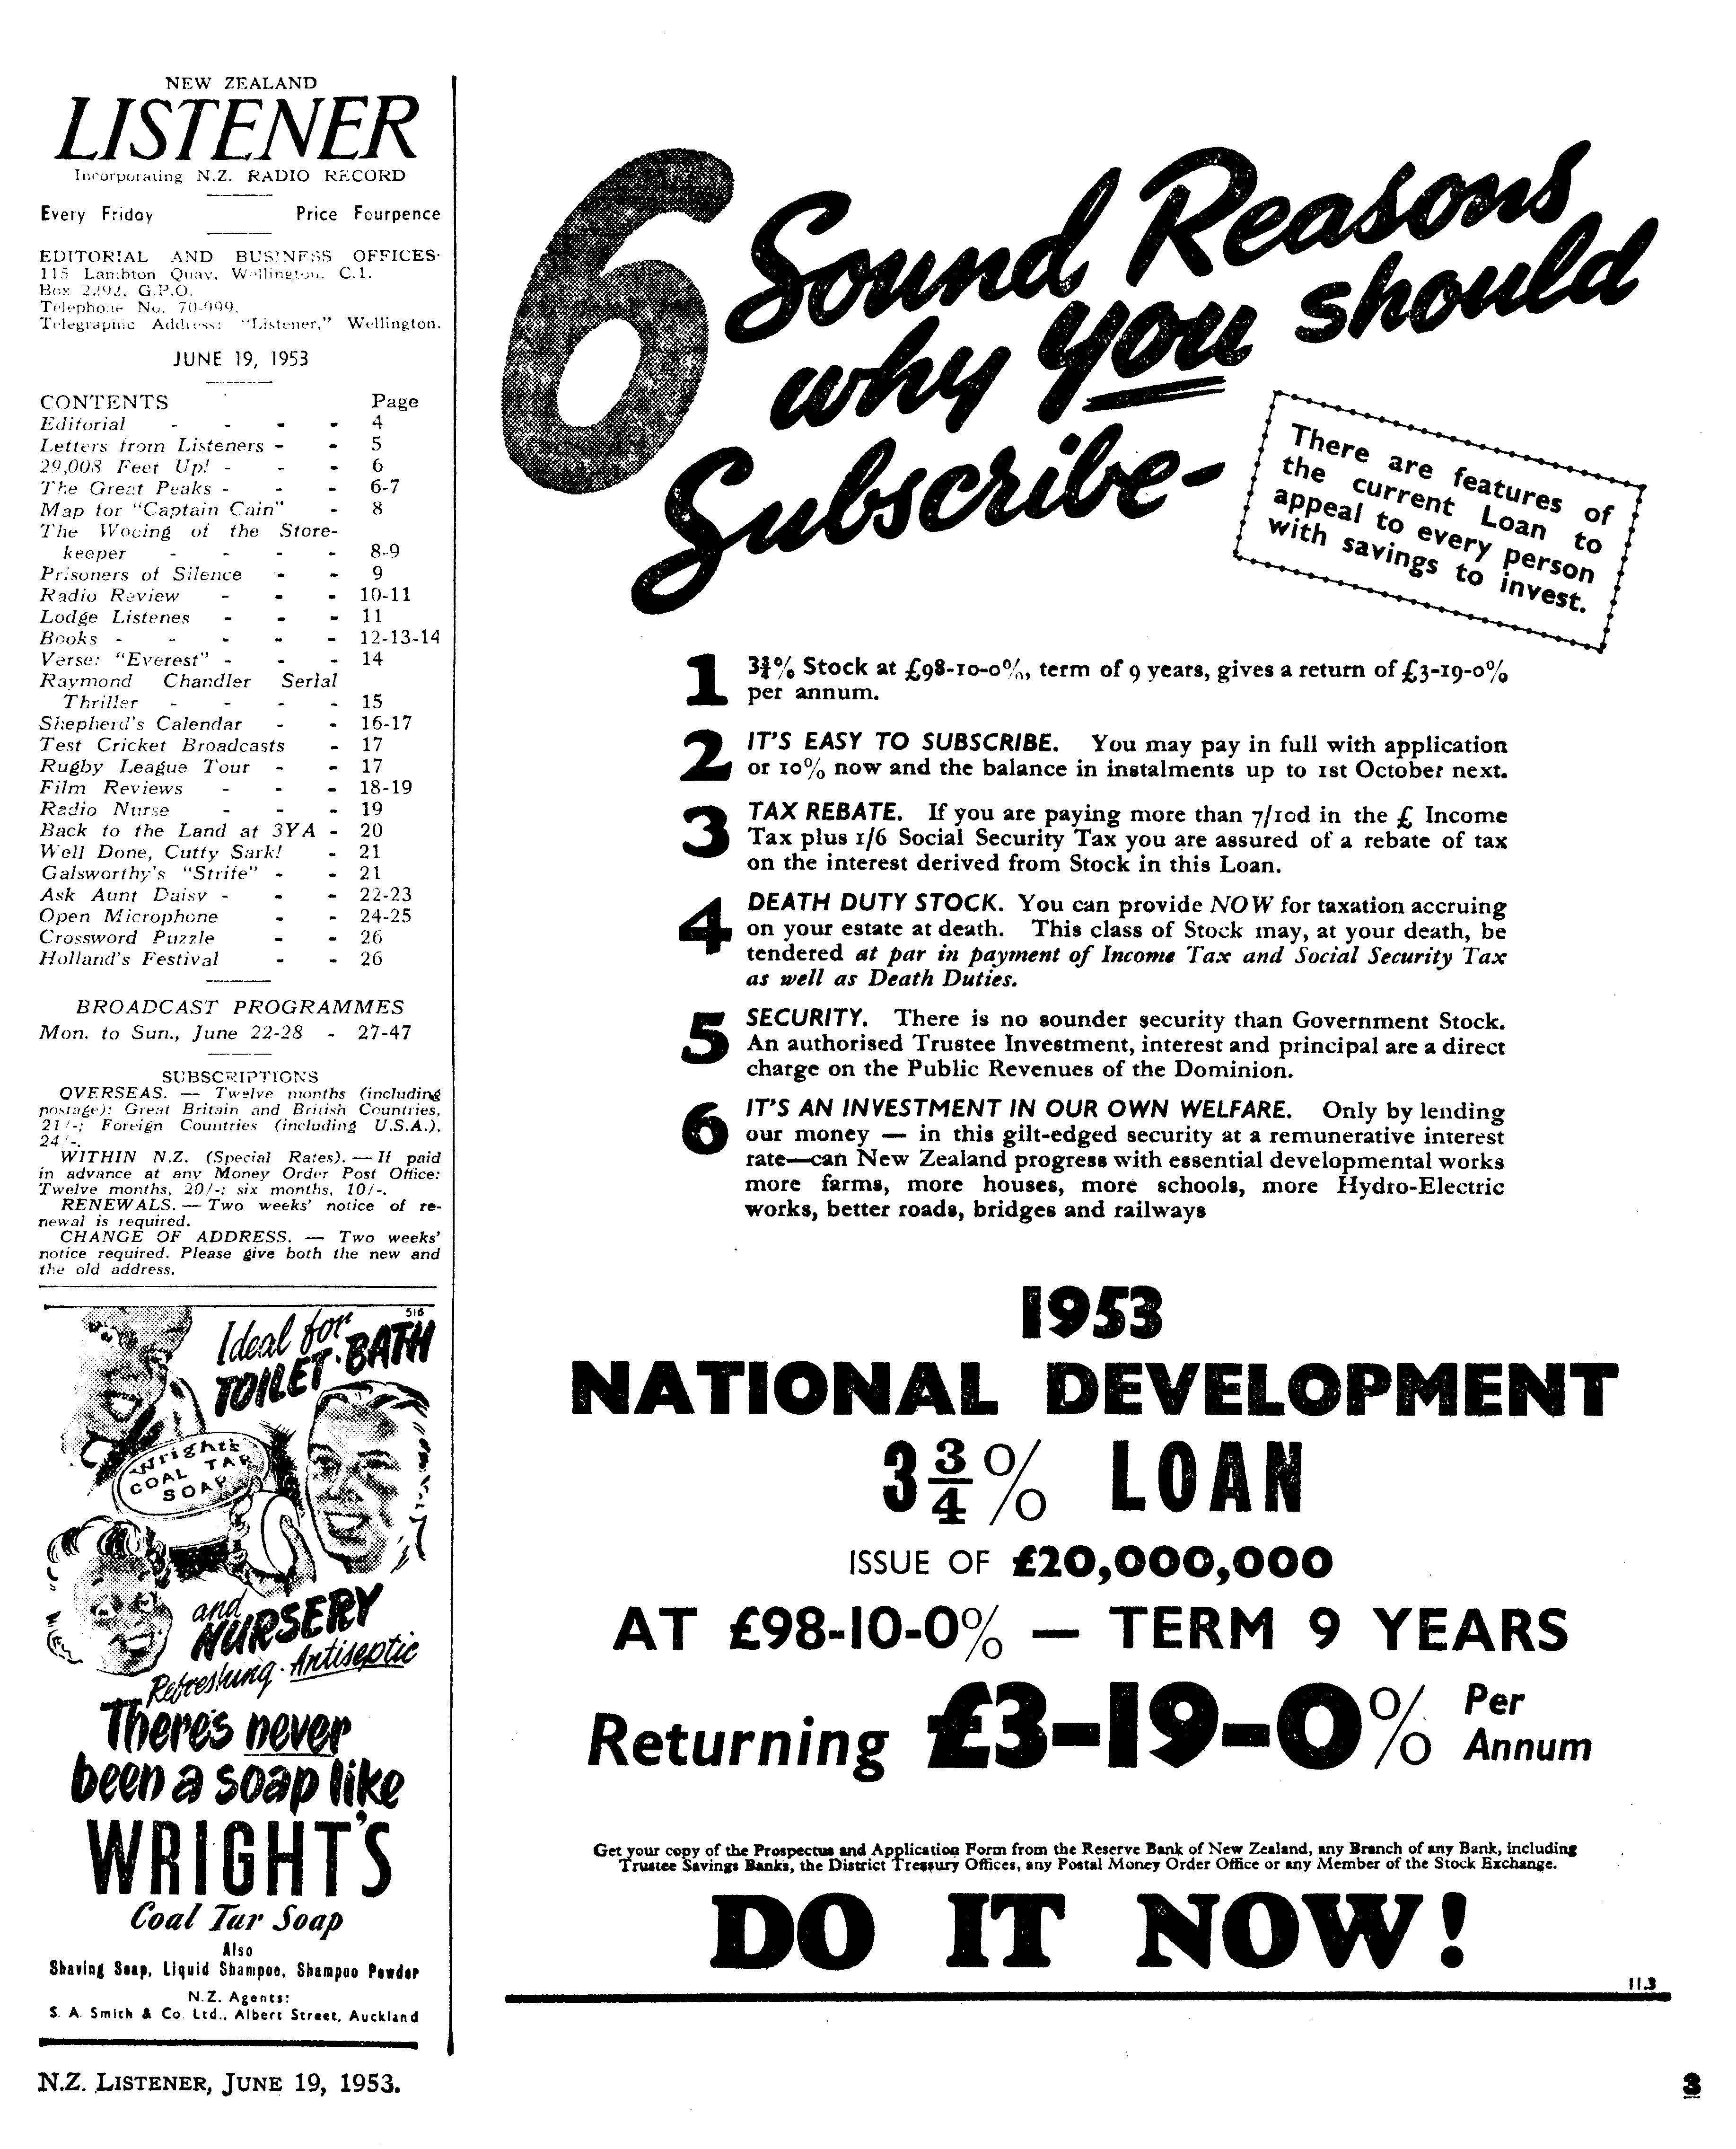 NEW ZEALAND
LISTENER
Incorporating N.Z. RADIO RECORD
Every Friday Price Fourpence
EDITORIAL AND BUSINESS OFFICES:
115 Lambton Quay, Wellington, C.1.
Box 2292, G.P.O.
Telephone No. 70-999.
Telegraphic Address: "Listener," Wellington.
JUNE 19, 1953
CONTENTS Page
Editorial - - - - 4
Letters from Listeners - - 5
29,008 Feet Up! - - - 6
The Great Peaks - - - 6-7
Map for "Captain Cain" - 8
The Wooing of the Store-
keeper - - - - 8-9
Prisoners of Silence - - 9
Radio Review - - - 10-11
Lodge Listenes - - - 11
Books - - - - - 12-13-14
Verse: "Everest" - - - 14
Raymond Chandler Serial
Thriller - - - - 15
Shepherd's Calendar - - 16-17
Test Cricket Broadcasts - 17
Rugby League Tour - - 17
Film Reviews - - - 18-19
Radio Nurse - - - 19
Back to the Land at 3YA - 20
Well Done, Cutty Sark! - 21
Galsworthy's "Strife" - - 21
Ask Aunt Daisy - - - 22-23
Open Microphone - - 24-25
Crossword Puzzle - - 26
Holland's Festival - - 26
BROADCAST PROGRAMMES
Mon. to Sun., June 22-28 - 27-47
SUBSCRIPTIONS
OVERSEAS. — Twelve months (including
postage): Great Britain and British Countries,
21/-; Foreign Countries (including U.S.A.),
24/-.
WITHIN N.Z. (Special Rates). — If paid
in advance at any Money Order Post Office:
Twelve months, 20/-; six months, 10/-.
RENEWALS. — Two weeks' notice of re-
newal is required.
CHANGE OF ADDRESS. — Two weeks'
notice required. Please give both the new and
the old address.
516
Ideal for
TOILET·BATH
Wright's
COAL TAR
SOAP
and
NURSERY
Refreshing·Antiseptic
There's never
been a soap like
WRIGHT'S
Coal Tar Soap
Also
Shaving Soap, Liquid Shampoo, Shampoo Powder
N.Z. Agents:
S. A. Smith & Co. Ltd., Albert Street, Auckland
6 Sound Reasons
why you should
Subscribe-
There are features of
the current Loan to
appeal to every person
with savings to invest.
1 3¾% Stock at £98-10-0%, term of 9 years, gives a return of £3-19-0%
per annum.
2 IT'S EASY TO SUBSCRIBE. You may pay in full with application
or 10% now and the balance in instalments up to 1st October next.
3 TAX REBATE. If you are paying more than 7/10d in the £ Income
Tax plus 1/6 Social Security Tax you are assured of a rebate of tax
on the interest derived from Stock in this Loan.
4 DEATH DUTY STOCK. You can provide NOW for taxation accruing
on your estate at death. This class of Stock may, at your death, be
tendered at par in payment of Income Tax and Social Security Tax
as well as Death Duties.
5 SECURITY. There is no sounder security than Government Stock.
An authorised Trustee Investment, interest and principal are a direct
charge on the Public Revenues of the Dominion.
6 IT'S AN INVESTMENT IN OUR OWN WELFARE. Only by lending
our money — in this gilt-edged security at a remunerative interest
rate—can New Zealand progress with essential developmental works
more farms, more houses, more schools, more Hydro-Electric
works, better roads, bridges and railways
1953
NATIONAL DEVELOPMENT
3¾% LOAN
ISSUE OF £20,000,000
AT £98-10-0% — TERM 9 YEARS
Returning £3-19-0% Per
Annum
Get your copy of the Prospectus and Application Form from the Reserve Bank of New Zealand, any Branch of any Bank, including
Trustee Savings Banks, the District Treasury Offices, any Postal Money Order Office or any Member of the Stock Exchange.
DO IT NOW!
11.3
N.Z. LISTENER, JUNE 19, 1953.
3